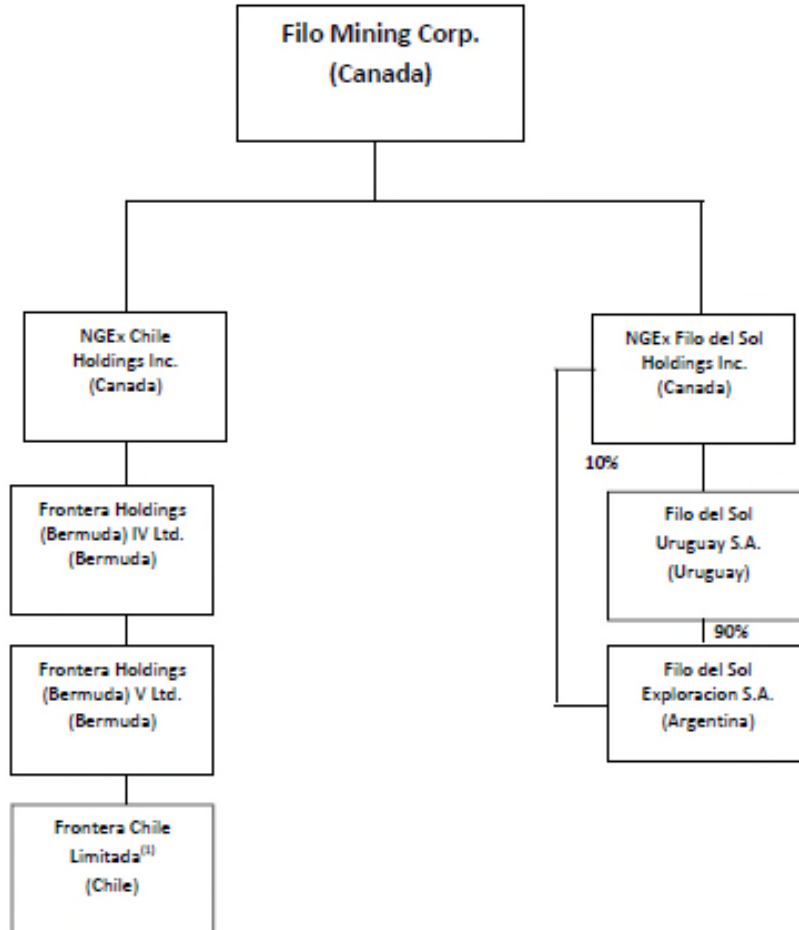 Filo Mining Corp.
(Canada)
NGEx Chile
Holdings Inc.
(Canada)
NGEx Filo del Sol
Holdings Inc.
(Canada)
10%
Frontera Holdings
(Bermuda) IV Ltd.
(Bermuda)
Filo del Sol
Uruguay S.A.
(Uruguay)
90%
Frontera Holdings
(Bermuda) V Ltd.
(Bermuda)
Filo del Sol
Exploracion S.A.
(Argentina)
Frontera Chile
Limitada(1)
(Chile)